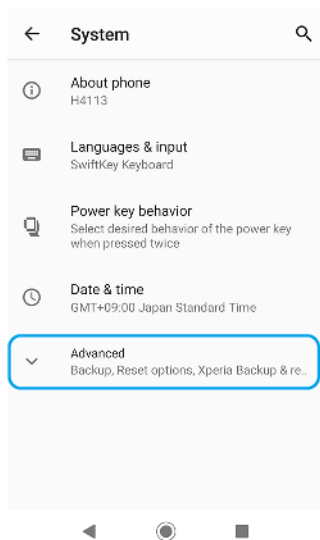 System
About phone
H4113
Languages & input
SwiftKey Keyboard
Power key behavior
Select desired behavior of the power key
when pressed twice
Date & time
GMT+09:00 Japan Standard Time
Advanced
Backup, Reset options, Xperia Backup & re..